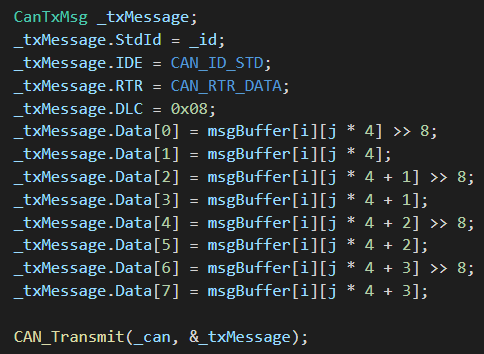 CanTxMsg _txMessage;
_txMessage.StdId = _id;
_txMessage.IDE = CAN_ID_STD;
_txMessage.RTR = CAN_RTR_DATA;
_txMessage.DLC = 0x08;
_txMessage.Data[0] = msgBuffer[i][j * 4] >> 8;
_txMessage.Data[1] = msgBuffer[i][j * 4];
_txMessage.Data[2] = msgBuffer[i][j * 4 + 1] >> 8;
_txMessage.Data[3] = msgBuffer[i][j * 4 + 1];
_txMessage.Data[4] = msgBuffer[i][j * 4 + 2] >> 8;
_txMessage.Data[5] = msgBuffer[i][j * 4 + 2];
_txMessage.Data[6] = msgBuffer[i][j * 4 + 3] >> 8;
_txMessage.Data[7] = msgBuffer[i][j * 4 + 3];
CAN_Transmit(_can, &_txMessage);